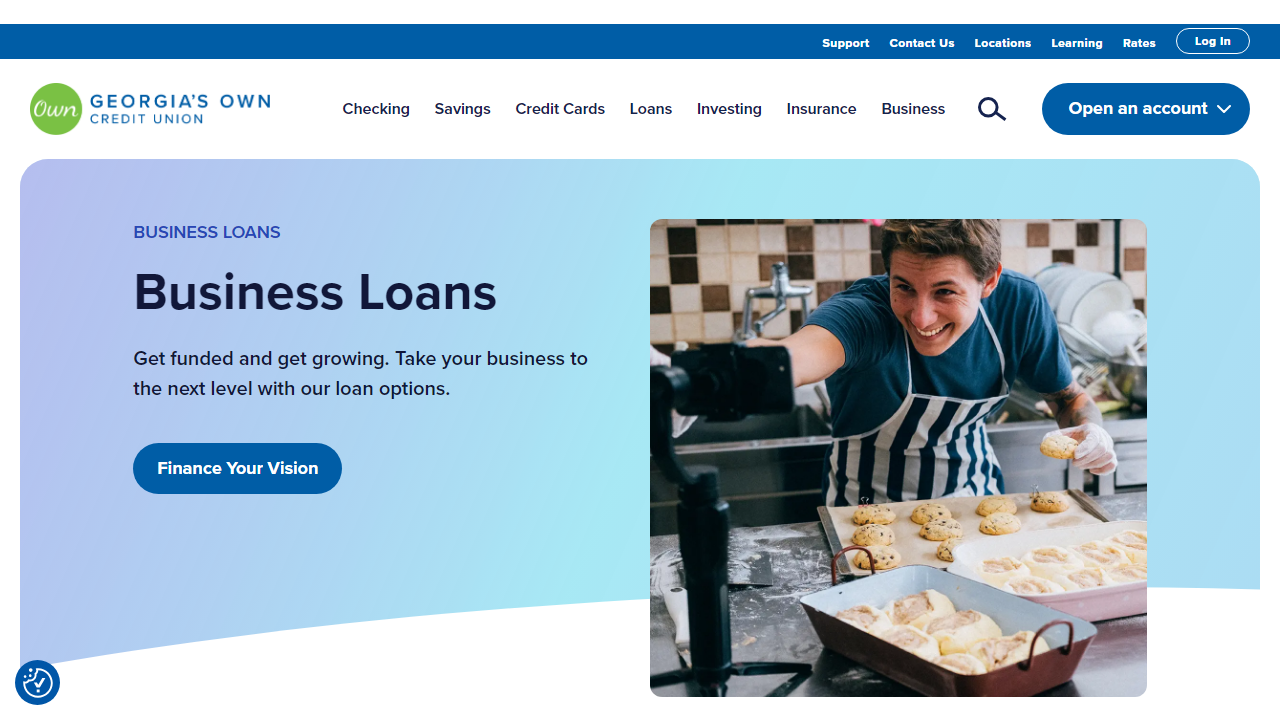 Support Contact Us Locations Learning Rates Log In
Own GEORGIA'S OWN
CREDIT UNION
Checking Savings Credit Cards Loans Investing Insurance Business Open an account
BUSINESS LOANS
Business Loans
Get funded and get growing. Take your business to
the next level with our loan options.
Finance Your Vision